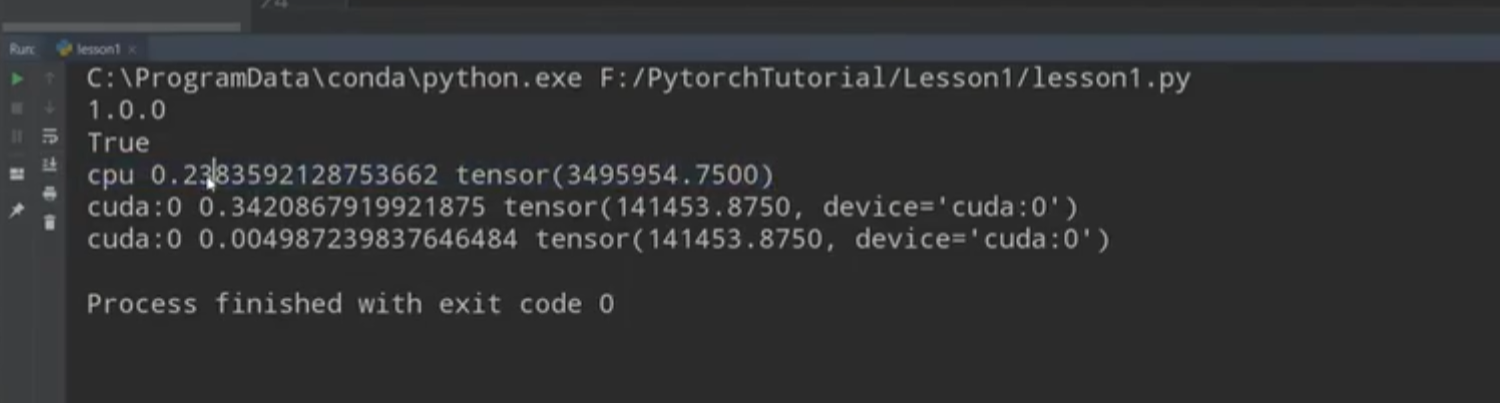 Run:
lesson1
C:\ProgramData\conda\python.exe F:/PytorchTutorial/Lesson1/lesson1.py
1.0.0
True
cpu 0.2383592128753662 tensor(3495954.7500)
cuda:0 0.3420867919921875 tensor(141453.8750, device='cuda:0')
cuda:0 0.004987239837646484 tensor(141453.8750, device='cuda:0')
Process finished with exit code 0